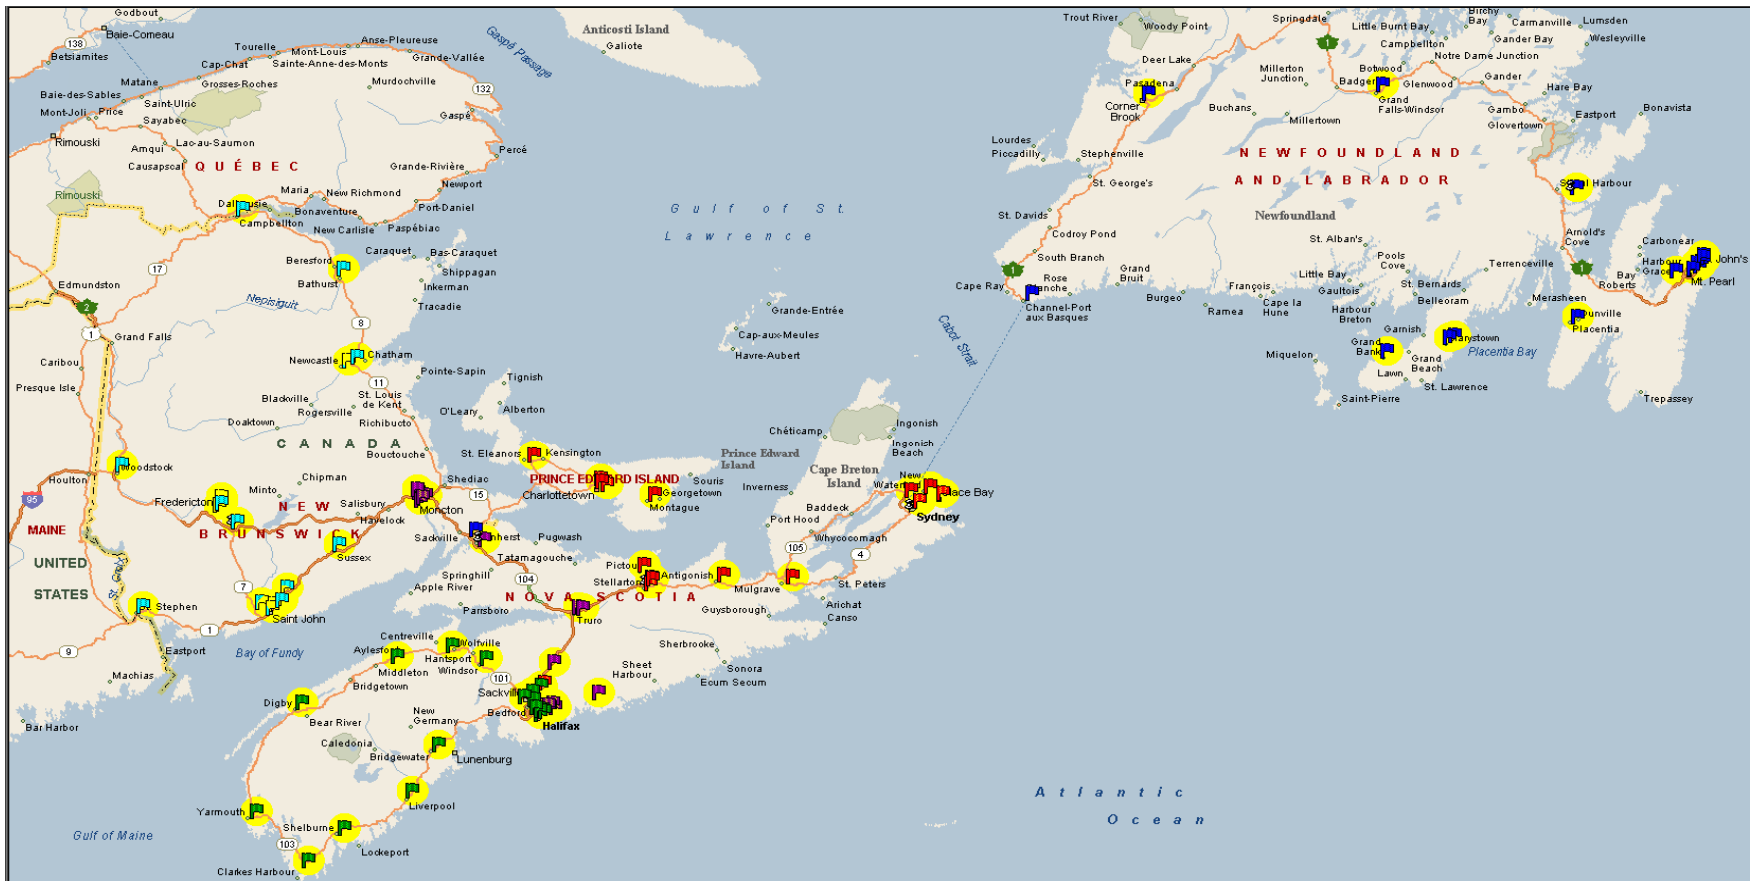 Godbout
Baie-Comeau
138
Betsiamites
Tourelle
Anse-Pleureuse
Mont-Louis
Grande-Vallée
Cap-Chat
Sainte-Anne-des-Monts
Matane
Grosses-Roches
Murdochville
132
Baie-des-Sables
Saint-Ulric
Mont-Joli
Price
Sayabec
Gaspé
Rimouski
Amqui
Lac-au-Saumon
Causapscal
QUÉBEC
Percé
Grande-Rivière
Rimouski
Maria
New Richmond
Newport
Bonaventure
Port-Daniel
Campbellton
New Carlisle
Paspébiac
Gaspé Passage
Anticosti Island
Galiote
Gulf of St.
Lawrence
Caraquet
Bas-Caraquet
Beresford
Shippagan
17
Bathurst
Inkerman
Edmundston
Nepisiguit
Tracadie
2
1
8
Grand Falls
Caribou
Newcastle
Chatham
Presque Isle
11
Pointe-Sapin
Tignish
Blackville
St. Louis
de Kent
Rogersville
O'Leary
Alberton
Doaktown
Richibucto
CANADA
Bouctouche
St. Eleanors
Kensington
Woodstock
Houlton
Chipman
Shediac
PRINCE EDWARD ISLAND
Souris
Prince Edward
Island
95
Minto
Fredericton
Salisbury
15
Charlottetown
Georgetown
Montague
NEW
Moncton
Havelock
MAINE
BRUNSWICK
Sackville
Amherst
Pugwash
Sussex
Tatamagouche
UNITED
STATES
Springhill
Pictou
7
104
Stellarton
Antigonish
Apple River
NOVA SCOTIA
Mulgrave
Stephen
Parrsboro
Guysborough
Saint John
Truro
1
9
Eastport
Bay of Fundy
Centreville
Wolfville
Aylesford
Hantsport
Windsor
Middleton
Machias
Bridgetown
101
Sackville
Sherbrooke
Sheet
Harbour
Sonora
Ecum Secum
Digby
Bear River
New
Germany
Bedford
Halifax
Bar Harbor
Caledonia
Bridgewater
Lunenburg
Liverpool
Yarmouth
Shelburne
103
Lockeport
Clarkes Harbour
Gulf of Maine
Grande-Entrée
Cap-aux-Meules
Havre-Aubert
Cabot Strait
Chéticamp
Ingonish
Ingonish
Beach
Cape Breton
Island
Inverness
New
Baddeck
Sydney
Port Hood
Whycocomagh
105
4
St. Peters
Arichat
Canso
Trout River
Woody Point
Springdale
Birchy
Bay
Carmanville
Lumsden
Little Burnt Bay
Wesleyville
1
Campbellton
Gander Bay
Deer Lake
Notre Dame Junction
Pasadena
Millerton
Junction
Botwood
Badger
Glenwood
Gander
Hare Bay
Corner
Brook
Buchans
Grand
Falls-Windsor
Gambo
Bonavista
Millertown
Glovertown
Eastport
Lourdes
Piccadilly
Stephenville
NEWFOUNDLAND
AND LABRADOR
St. George's
Newfoundland
St. Davids
Codroy Pond
St. Alban's
Arnold's
Cove
Carbonear
South Branch
Pools
Cove
1
Grand
Bruit
Terrenceville
1
Harbour
Grace
Cape Ray
Rose
Blanche
Little Bay
Bay
Roberts
Mt. Pearl
François
Gaultois
St. Bernards
Burgeo
Channel-Port
aux Basques
Cape la
Hune
Harbour
Breton
Belleoram
Merasheen
Dunville
Ramea
Garnish
Placentia
Grand
Bank
Marystown
Placentia Bay
Miquelon
Grand
Beach
Lawn
St. Lawrence
Saint-Pierre
Trepassey
Atlantic
Ocean